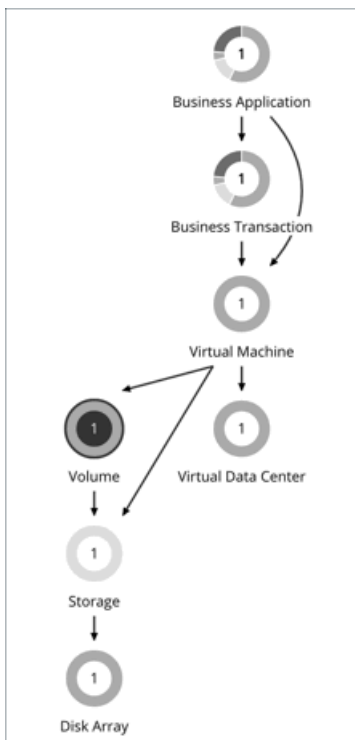 1
Business Application
1
Business Transaction
1
Virtual Machine
1
Volume
1
Virtual Data Center
1
Storage
1
Disk Array